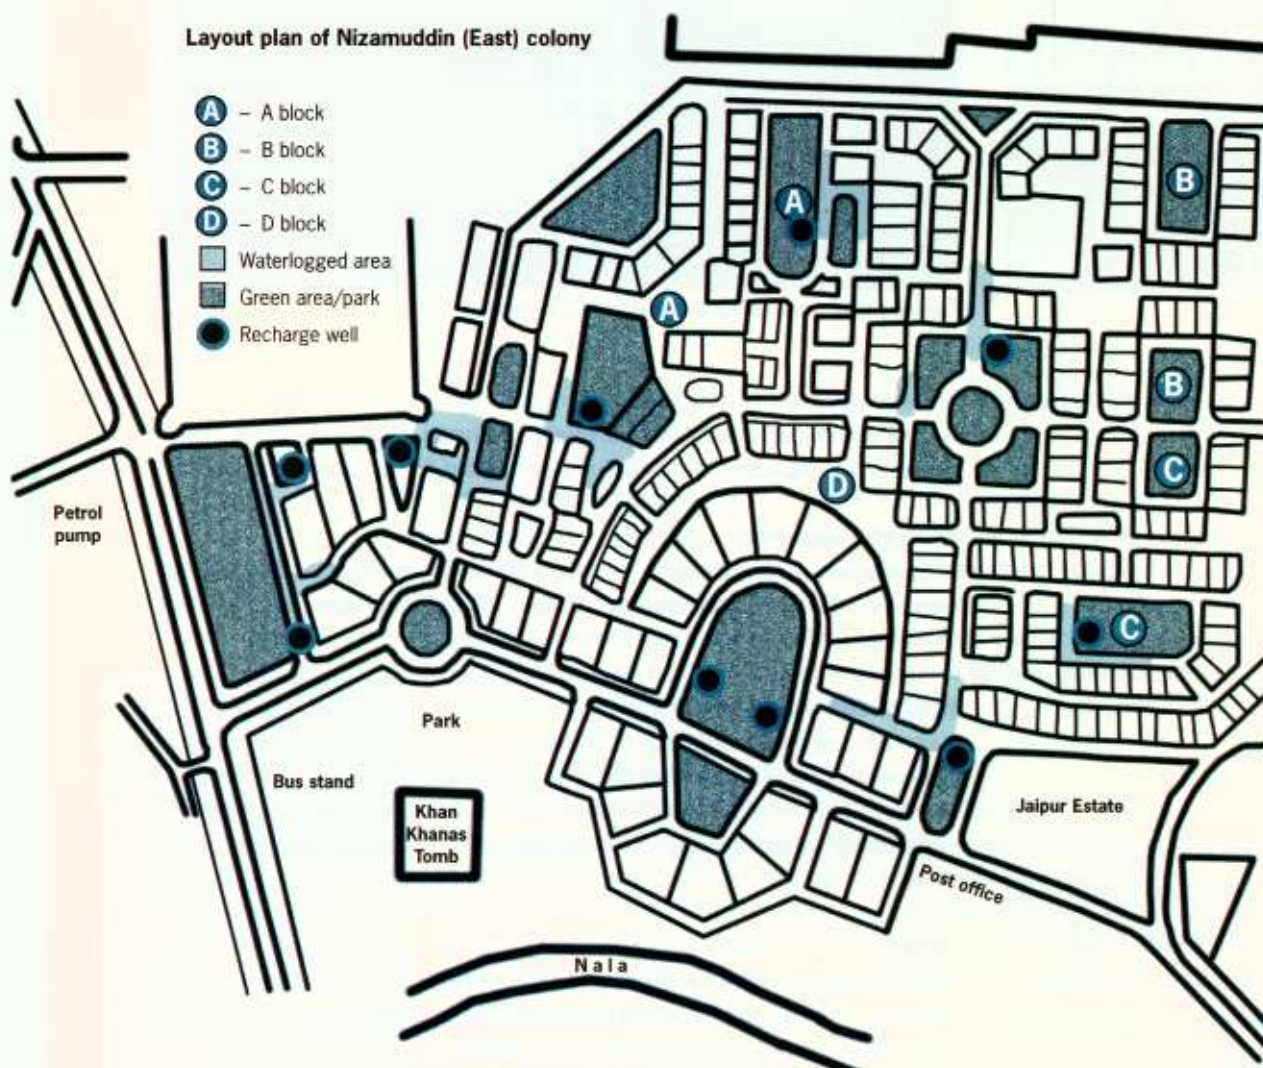 Layout plan of Nizamuddin (East) colony
A – A block
B – B block
C – C block
D – D block
Waterlogged area
Green area/park
Recharge well
A
B
A
B
C
D
C
Petrol
pump
Park
Bus stand
Khan
Khanas
Tomb
Jaipur Estate
Post office
Nala